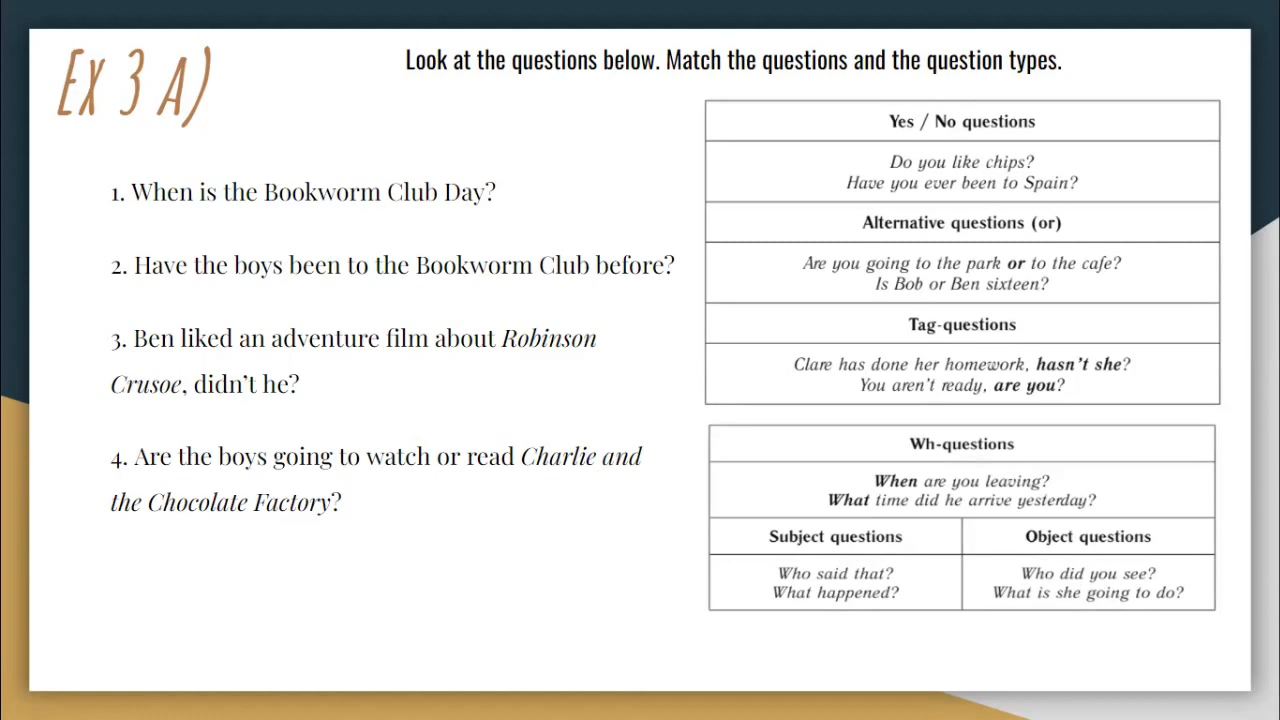 Ex 3 A)
Look at the questions below. Match the questions and the question types.
1. When is the Bookworm Club Day?
2. Have the boys been to the Bookworm Club before?
3. Ben liked an adventure film about Robinson
Crusoe, didn’t he?
4. Are the boys going to watch or read Charlie and
the Chocolate Factory?
Yes / No questions
Do you like chips?
Have you ever been to Spain?
Alternative questions (or)
Are you going to the park or to the cafe?
Is Bob or Ben sixteen?
Tag-questions
Clare has done her homework, hasn’t she?
You aren’t ready, are you?
Wh-questions
When are you leaving?
What time did he arrive yesterday?
Subject questions
Object questions
Who said that?
What happened?
Who did you see?
What is she going to do?